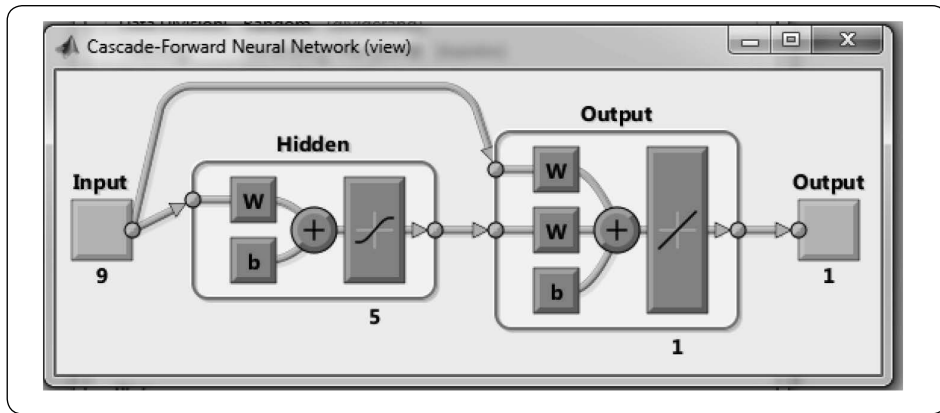 Cascade-Forward Neural Network (view)
Input
9
Hidden
W
b
+
5
Output
W
W
b
+
1
Output
1